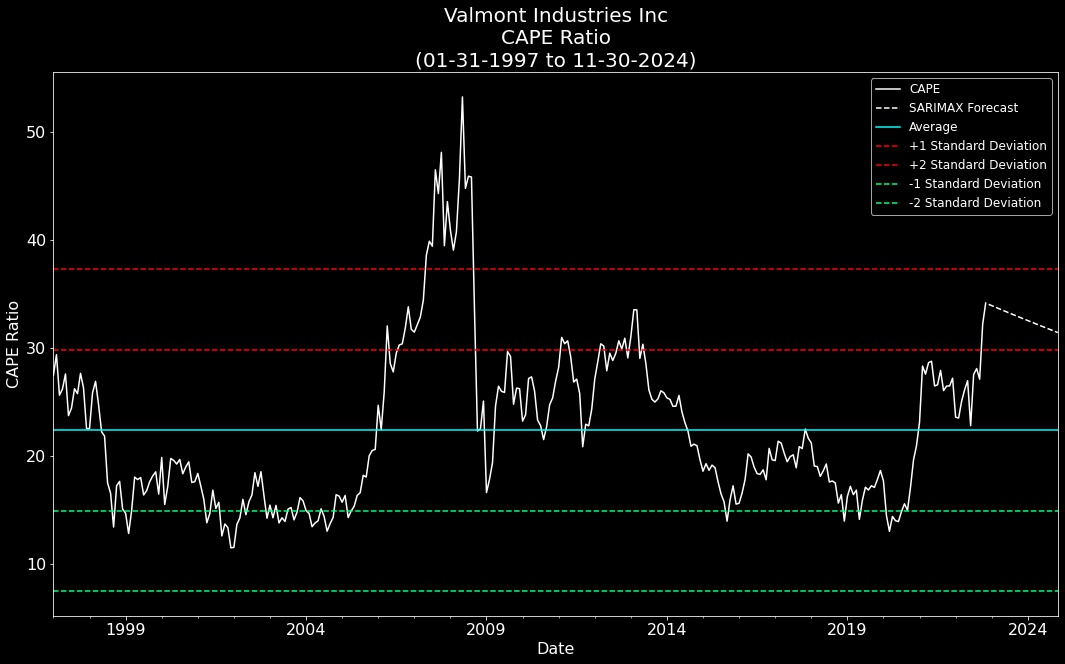 Valmont Industries Inc
CAPE Ratio
(01-31-1997 to 11-30-2024)
CAPE
SARIMAX Forecast
Average
+1 Standard Deviation
+2 Standard Deviation
-1 Standard Deviation
-2 Standard Deviation
CAPE Ratio
50
40
30
20
10
1999
2004
2009
2014
2019
2024
Date